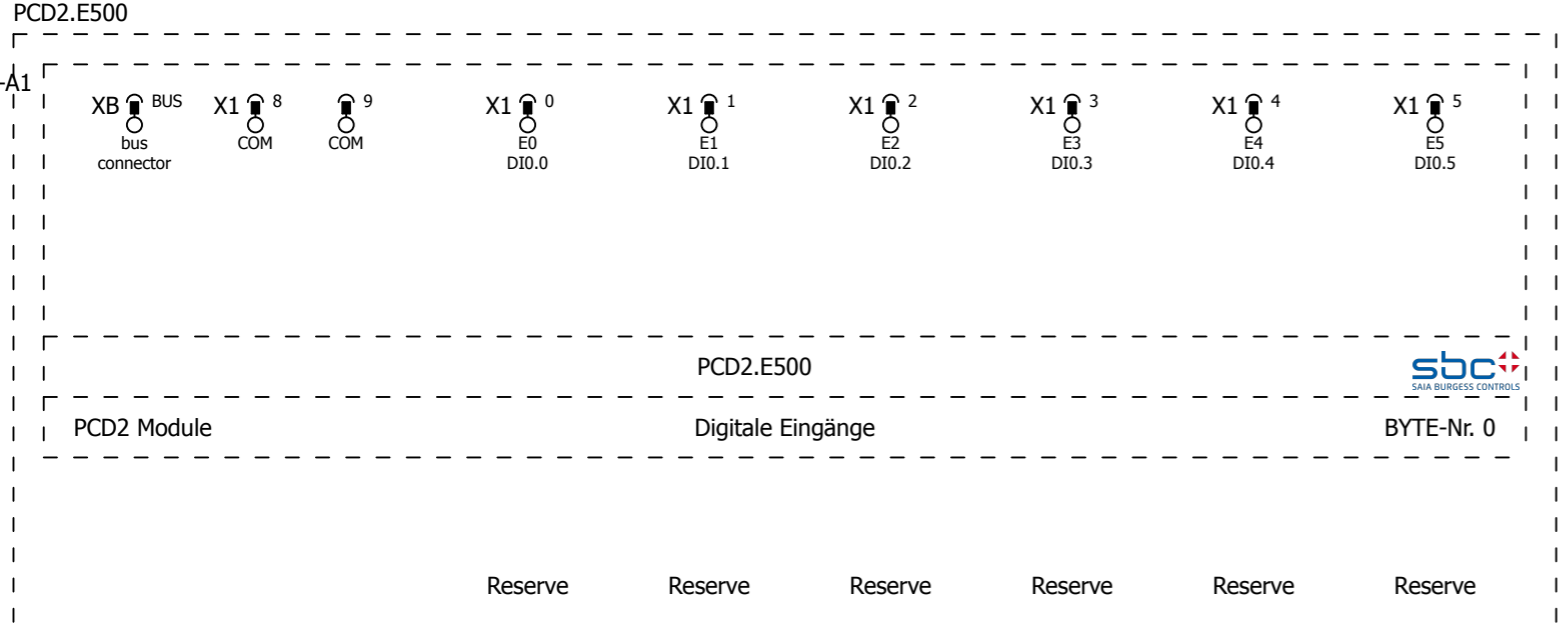 PCD2.E500
-A1
XB BUS X1 8 9 X1 0 X1 1 X1 2 X1 3 X1 4 X1 5
bus COM COM E0 E1 E2 E3 E4 E5
connector DI0.0 DI0.1 DI0.2 DI0.3 DI0.4 DI0.5
PCD2.E500 sbc
SAIA BURGESS CONTROLS
PCD2 Module Digitale Eingänge BYTE-Nr. 0
Reserve Reserve Reserve Reserve Reserve Reserve